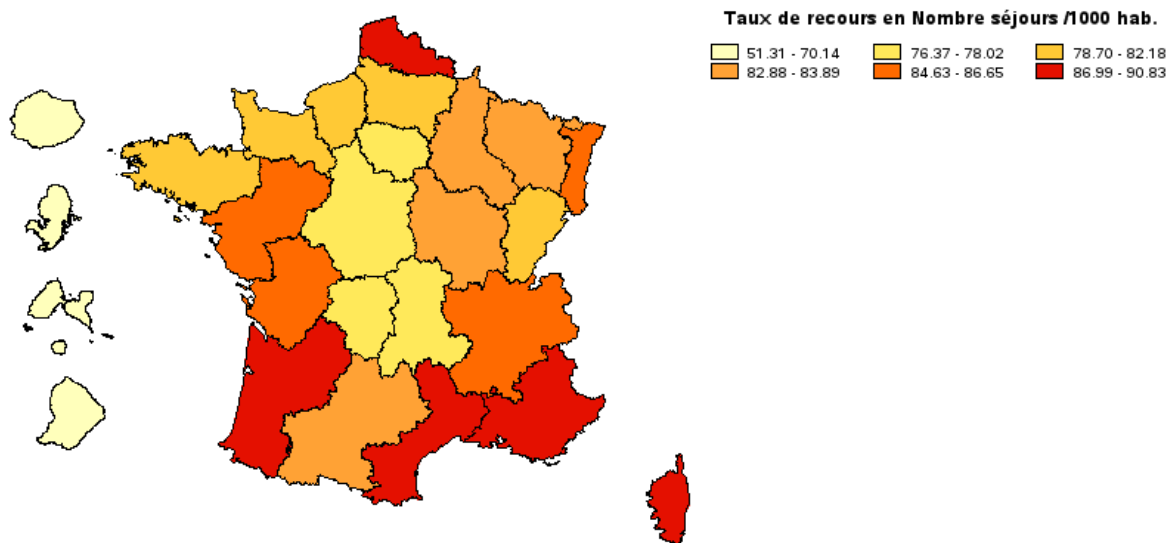 Taux de recours en Nombre séjours /1000 hab.
51.31 - 70.14 76.37 - 78.02 78.70 - 82.18
82.88 - 83.89 84.63 - 86.65 86.99 - 90.83